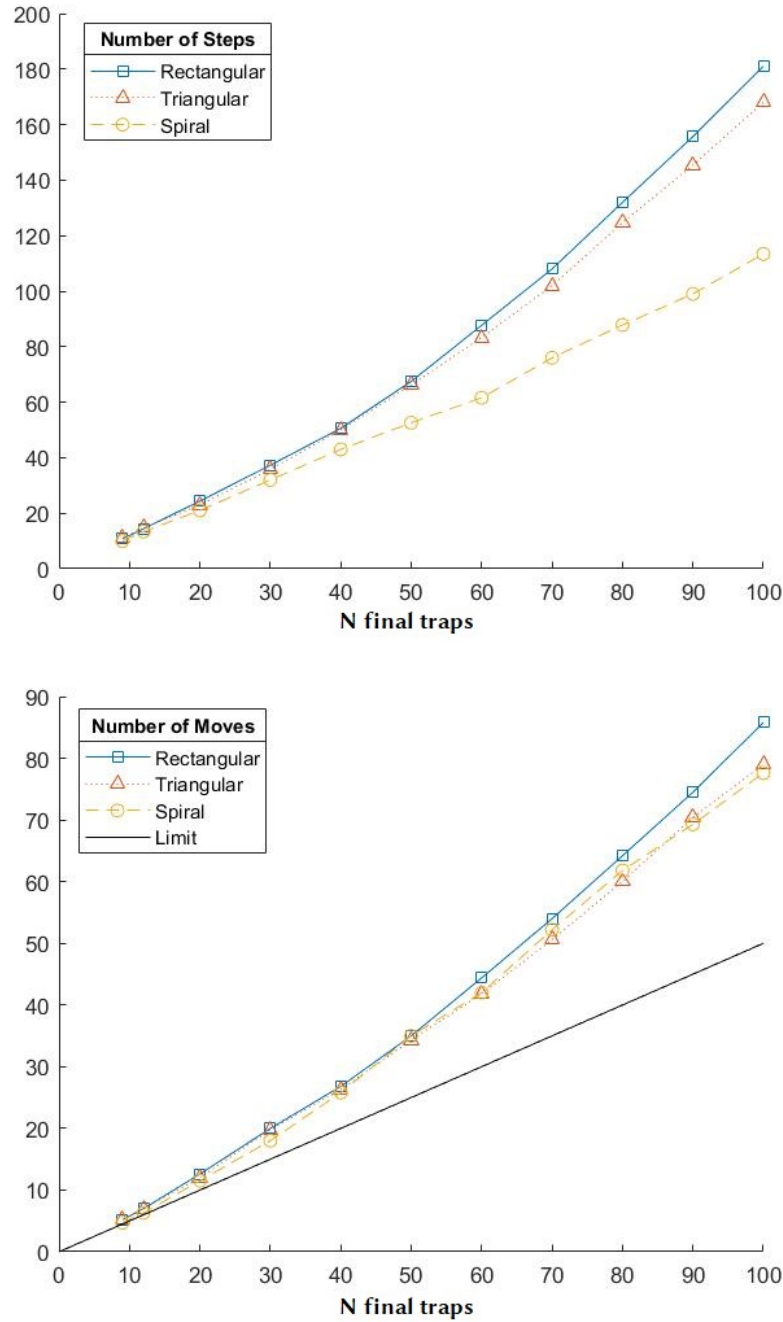 200
180
160
140
120
100
80
60
40
20
0
Number of Steps
Rectangular
Triangular
Spiral
0 10 20 30 40 50 60 70 80 90 100
N final traps
90
80
70
60
50
40
30
20
10
0
Number of Moves
Rectangular
Triangular
Spiral
Limit
0 10 20 30 40 50 60 70 80 90 100
N final traps